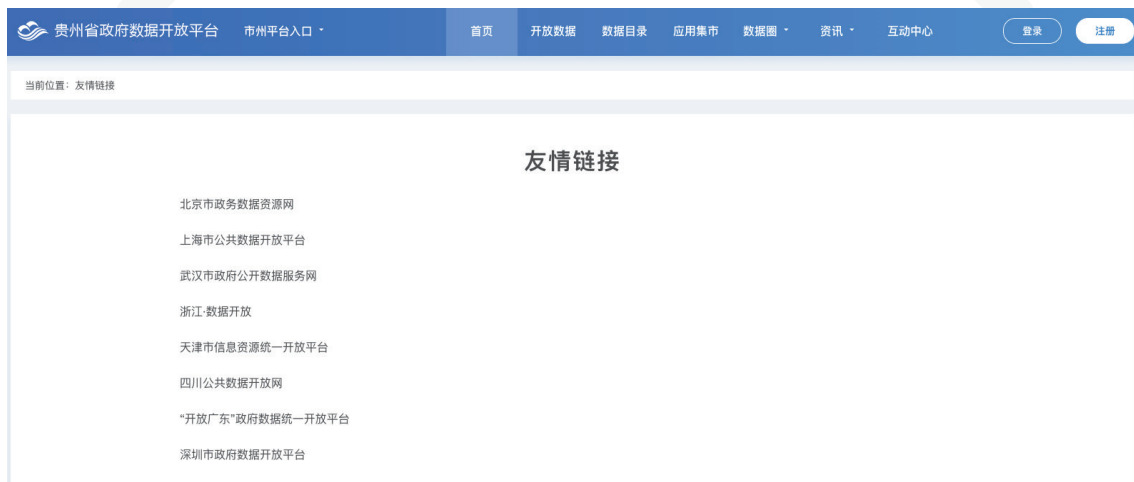 贵州省政府数据开放平台 市州平台入口 首页 开放数据 数据目录 应用集市 数据圈 资讯 互动中心 登录 注册
当前位置：友情链接
友情链接
北京市政务数据资源网
上海市公共数据开放平台
武汉市政府公开数据服务网
浙江·数据开放
天津市信息资源统一开放平台
四川公共数据开放网
“开放广东”政府数据统一开放平台
深圳市政府数据开放平台